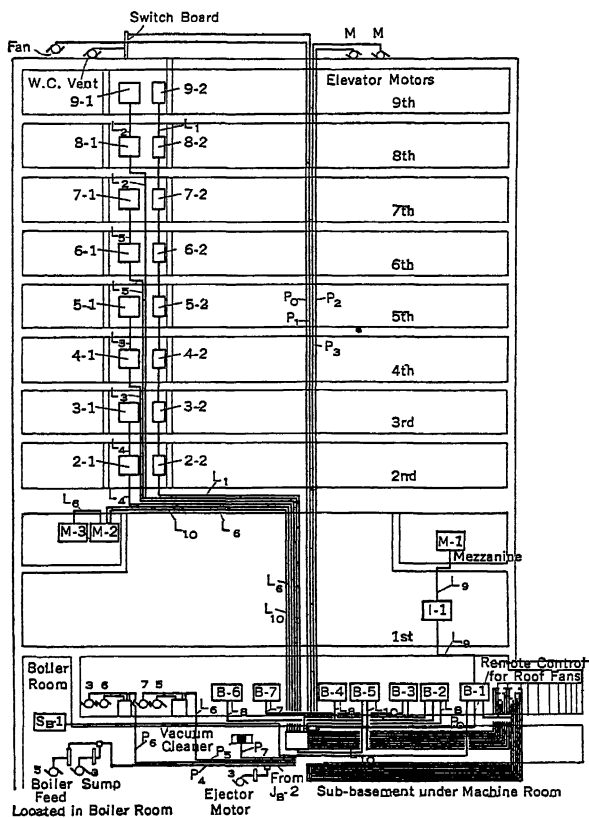 Switch Board
Fan
M M
W.C. Vent
Elevator Motors
9-1
9-2
9th
L2
L1
8-1
8-2
8th
L2
7-1
7-2
7th
L5
6-1
6-2
6th
L5
P0
P2
5-1
5-2
5th
P1
L3
P3
4-1
4-2
4th
L3
3-1
3-2
3rd
L4
2-1
2-2
2nd
L4
L1
L6
M-3
M-2
L10
L6
M-1
Mezzanine
L6
L9
L10
I-1
1st
L9
Boiler
Room
Remote Control
for Roof Fans
3 6
7 5
B-6
B-7
B-4
B-5
B-3
B-2
B-1
SB-1
Vacuum
Cleaner
P6
P5
P7
P4
5
3
3
Boiler
Feed
Sump
Ejector
Motor
From
JB-2
Sub-basement under Machine Room
Located in Boiler Room